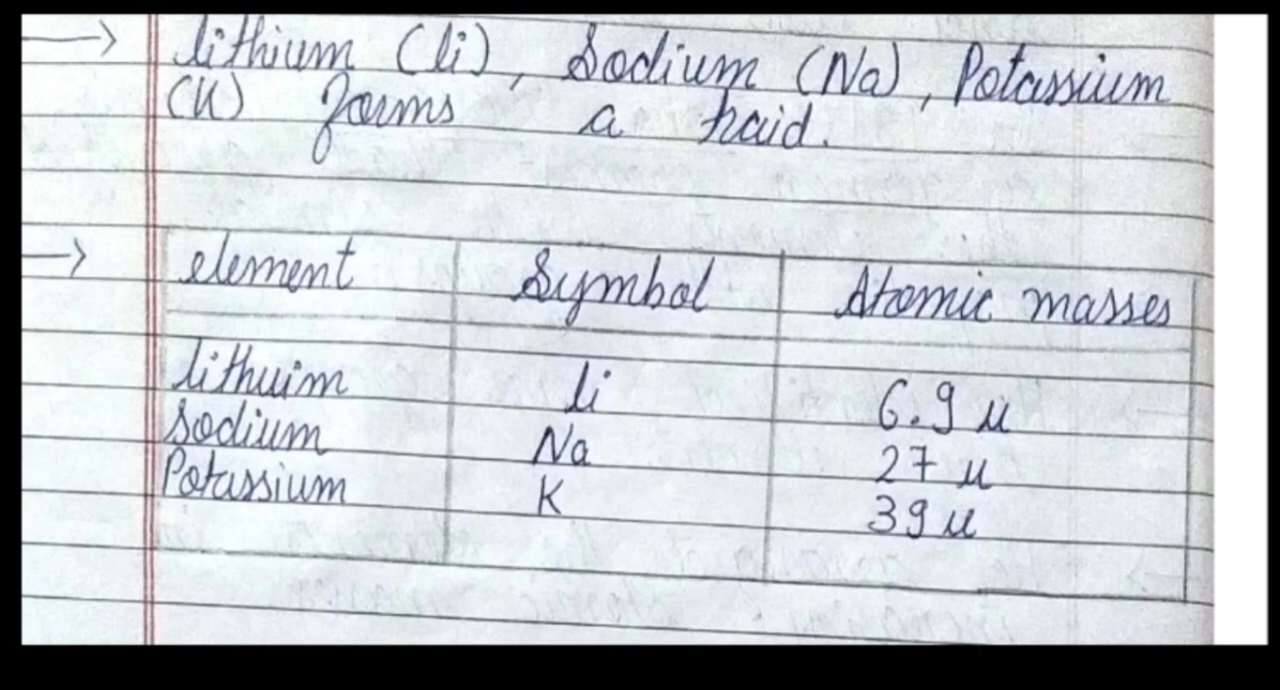 → lithium (li), Sodium (Na), Potassium
(K) forms a traid.
→ element Symbol Atomic masses
lithuim li 6.9 u
Sodium Na 27 u
Potassium K 39 u